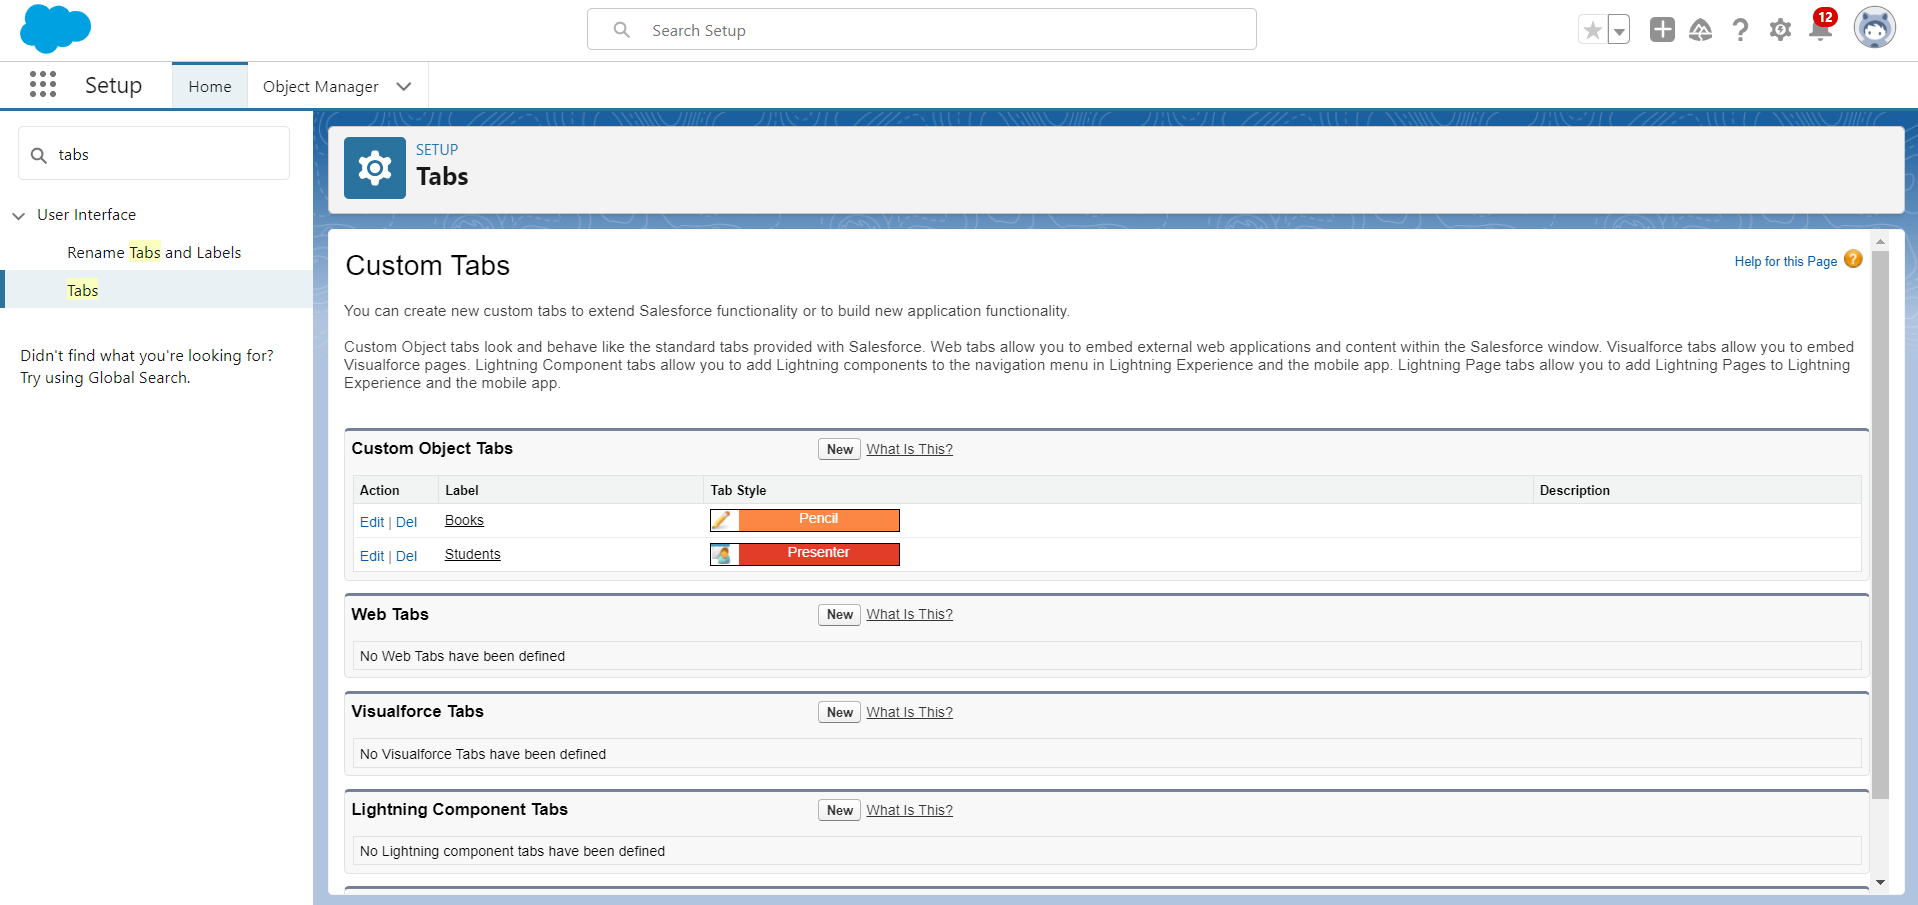 Search Setup
12
Setup
Home
Object Manager
tabs
User Interface
Rename Tabs and Labels
Tabs
Didn't find what you're looking for?
Try using Global Search.
SETUP
Tabs
Custom Tabs
Help for this Page ?
You can create new custom tabs to extend Salesforce functionality or to build new application functionality.
Custom Object tabs look and behave like the standard tabs provided with Salesforce. Web tabs allow you to embed external web applications and content within the Salesforce window. Visualforce tabs allow you to embed
Visualforce pages. Lightning Component tabs allow you to add Lightning components to the navigation menu in Lightning Experience and the mobile app. Lightning Page tabs allow you to add Lightning Pages to Lightning
Experience and the mobile app.
Custom Object Tabs New What Is This?
Action Label Tab Style Description
Edit | Del Books Pencil
Edit | Del Students Presenter
Web Tabs New What Is This?
No Web Tabs have been defined
Visualforce Tabs New What Is This?
No Visualforce Tabs have been defined
Lightning Component Tabs New What Is This?
No Lightning component tabs have been defined